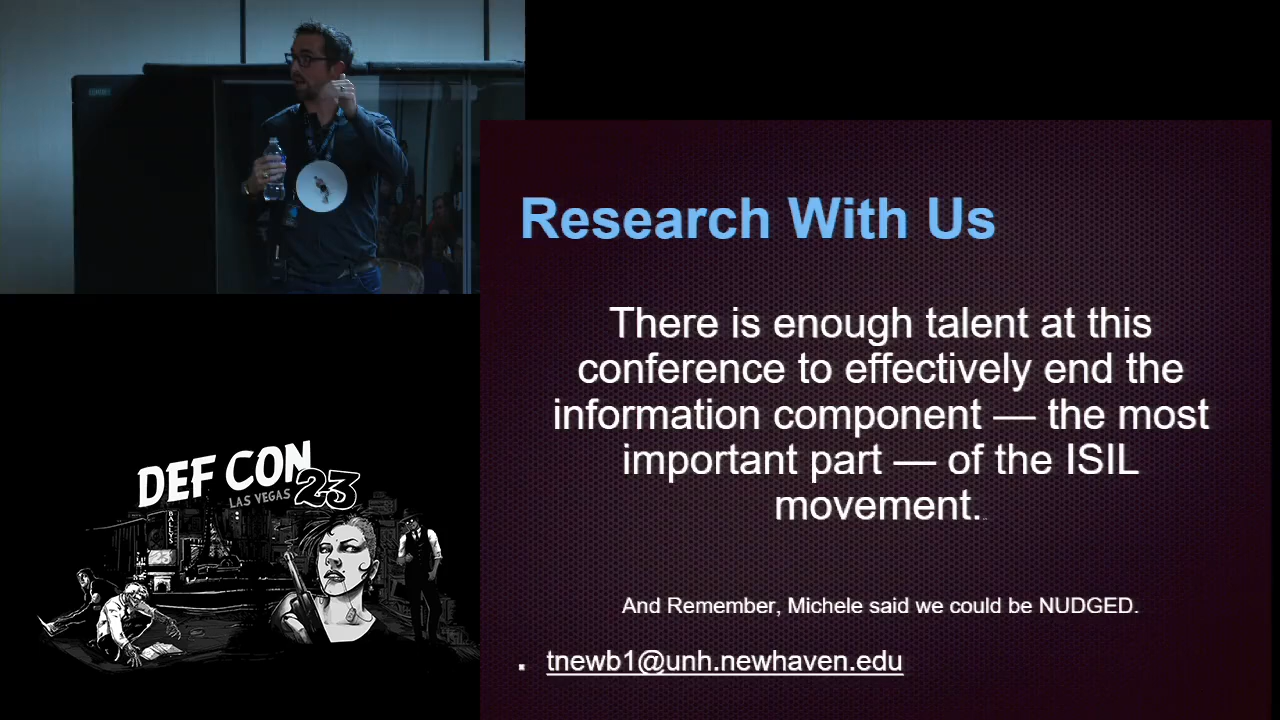 Research With Us
There is enough talent at this
conference to effectively end the
information component — the most
important part — of the ISIL
movement.
And Remember, Michele said we could be NUDGED.
tnewb1@unh.newhaven.edu
DEF CON
LAS VEGAS 23
BALLYS